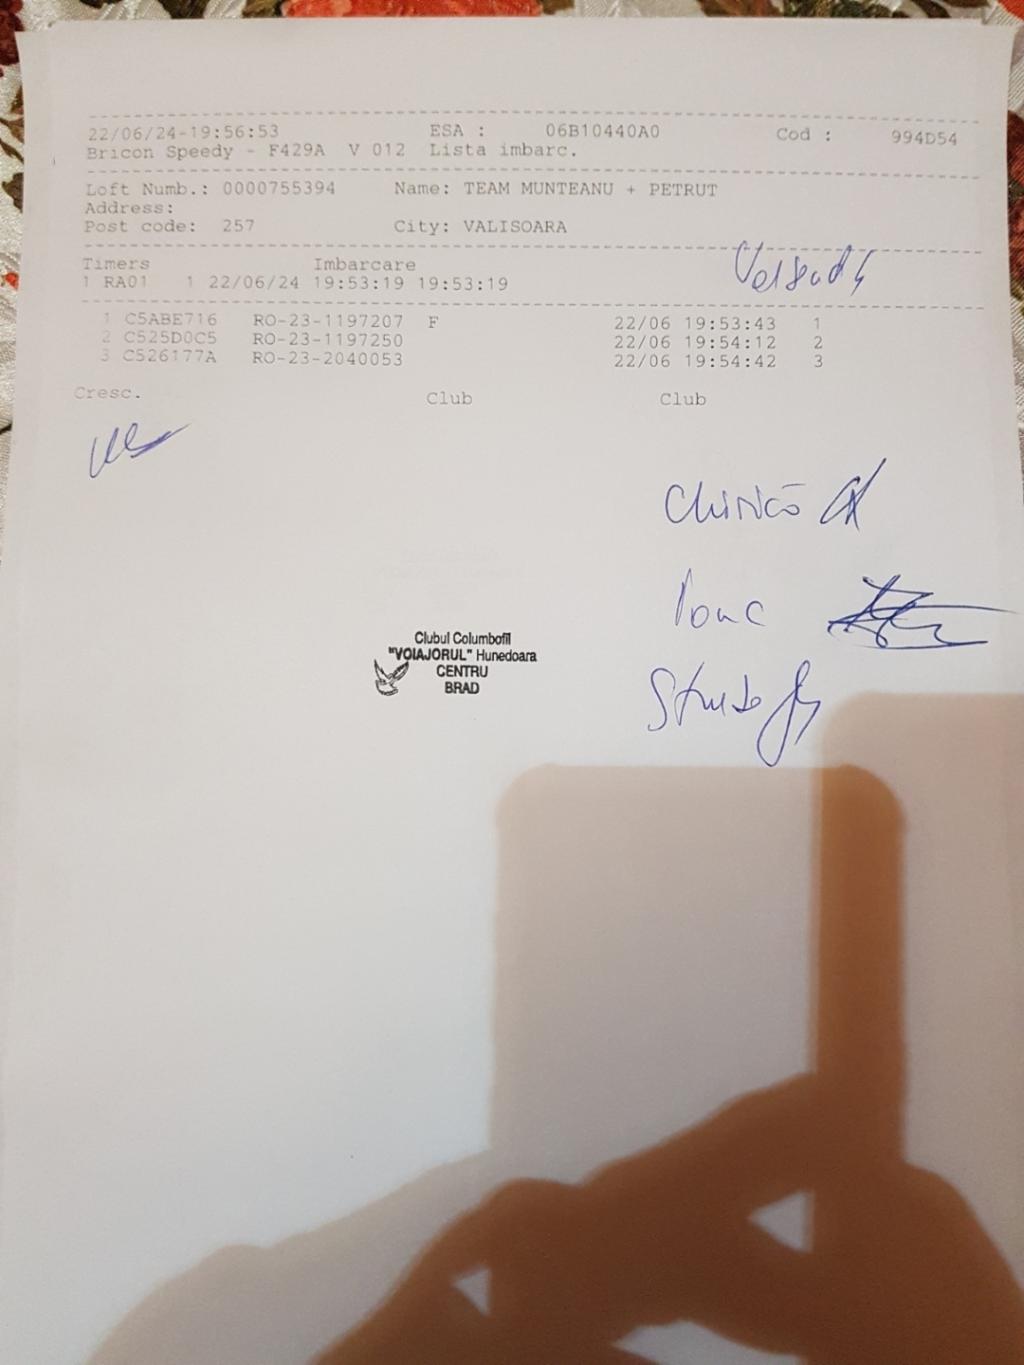 22/06/24-19:56:53 ESA : 06B10440A0 Cod : 994D54
Bricon Speedy - F429A V 012 Lista imbarc.
Loft Numb.: 0000755394 Name: TEAM MUNTEANU + PETRUT
Address:
Post code: 257 City: VALISOARA
Timers Imbarcare
1 RA01 1 22/06/24 19:53:19 19:53:19
1 C5ABE716 RO-23-1197207 F 22/06 19:53:43 1
2 C525D0C5 RO-23-1197250 22/06 19:54:12 2
3 C526177A RO-23-2040053 22/06 19:54:42 3
Cresc. Club Club
Clubul Columbofil
"VOIAJORUL" Hunedoara
CENTRU
BRAD